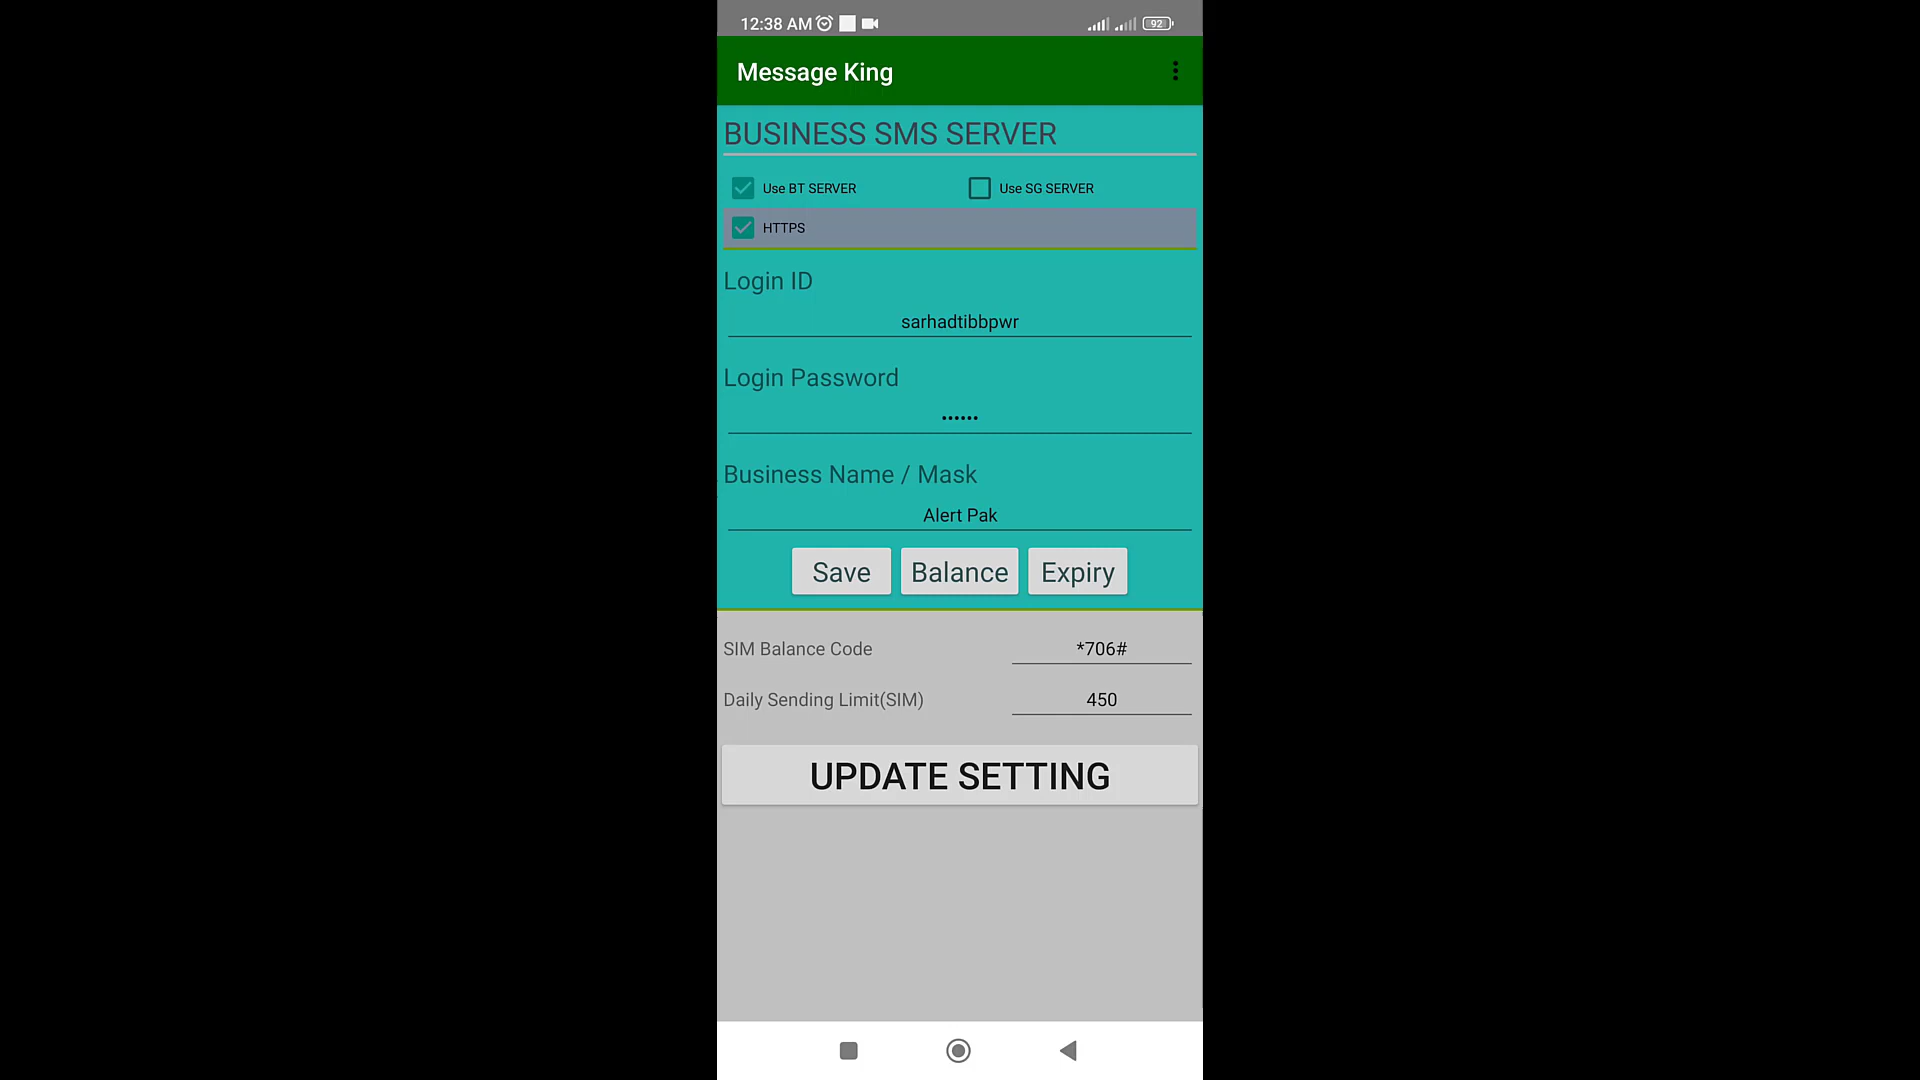 12:38 AM 92
Message King
BUSINESS SMS SERVER
Use BT SERVER Use SG SERVER
HTTPS
Login ID
sarhadtibbpwr
Login Password
••••••
Business Name / Mask
Alert Pak
Save Balance Expiry
SIM Balance Code *706#
Daily Sending Limit(SIM) 450
UPDATE SETTING